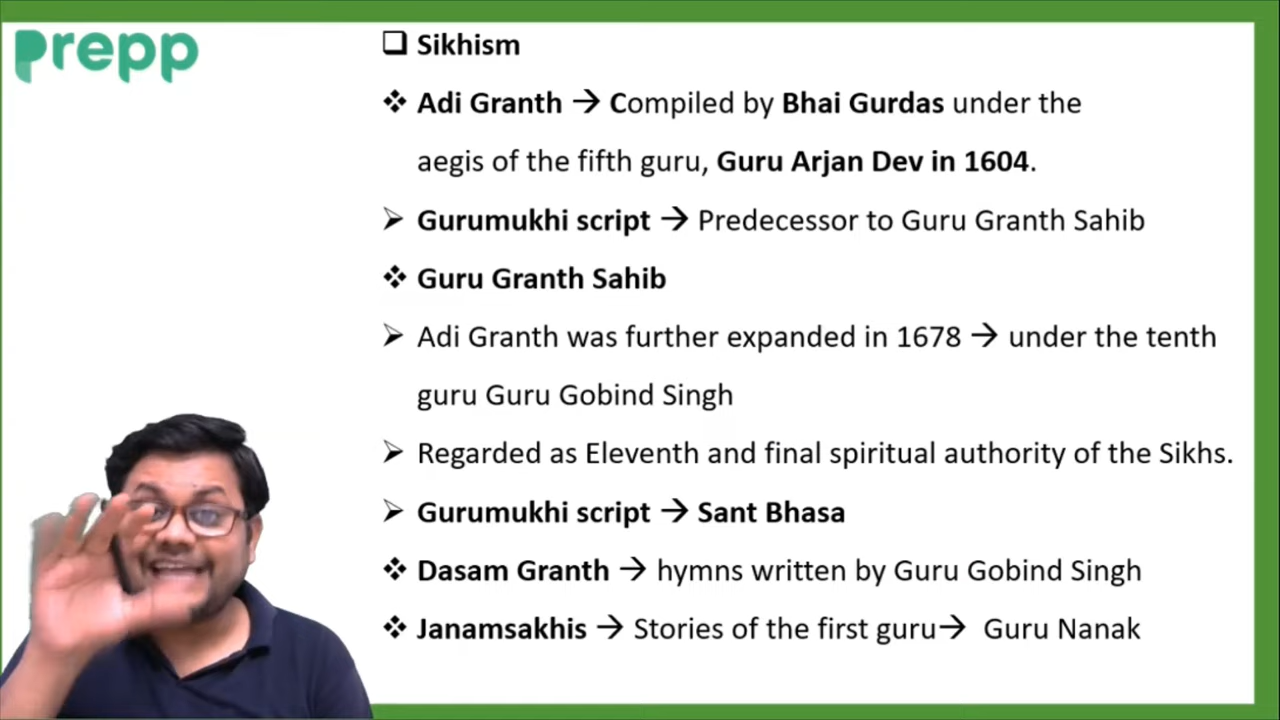 Prepp
❑ Sikhism
❖ Adi Granth → Compiled by Bhai Gurdas under the
aegis of the fifth guru, Guru Arjan Dev in 1604.
➢ Gurumukhi script → Predecessor to Guru Granth Sahib
❖ Guru Granth Sahib
➢ Adi Granth was further expanded in 1678 → under the tenth
guru Guru Gobind Singh
➢ Regarded as Eleventh and final spiritual authority of the Sikhs.
➢ Gurumukhi script → Sant Bhasa
❖ Dasam Granth → hymns written by Guru Gobind Singh
❖ Janamsakhis → Stories of the first guru→ Guru Nanak